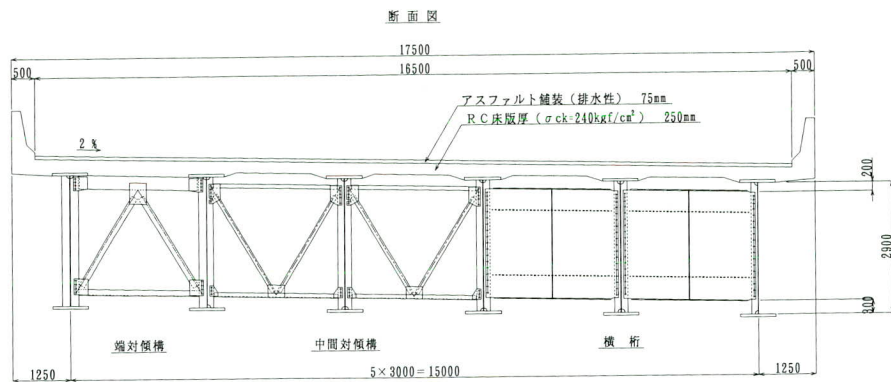 断面図
17500
500
16500
500
アスファルト舗装(排水性) 75mm
RC床版厚(σck=240kgf/cm²) 250mm
2%
200
2900
300
端対傾構
中間対傾構
横桁
1250
5×3000=15000
1250